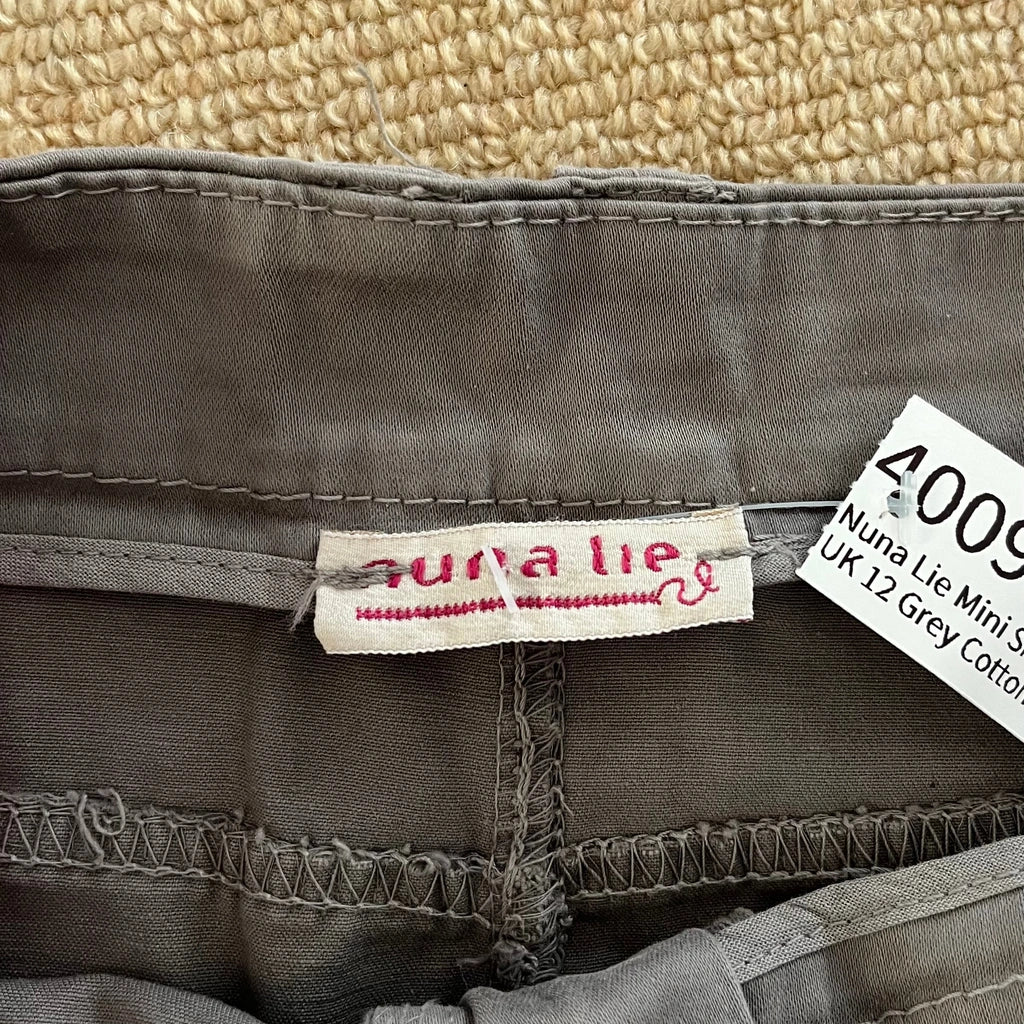 nuna lie
4009
Nuna Lie Mini
UK 12 Grey Cotton